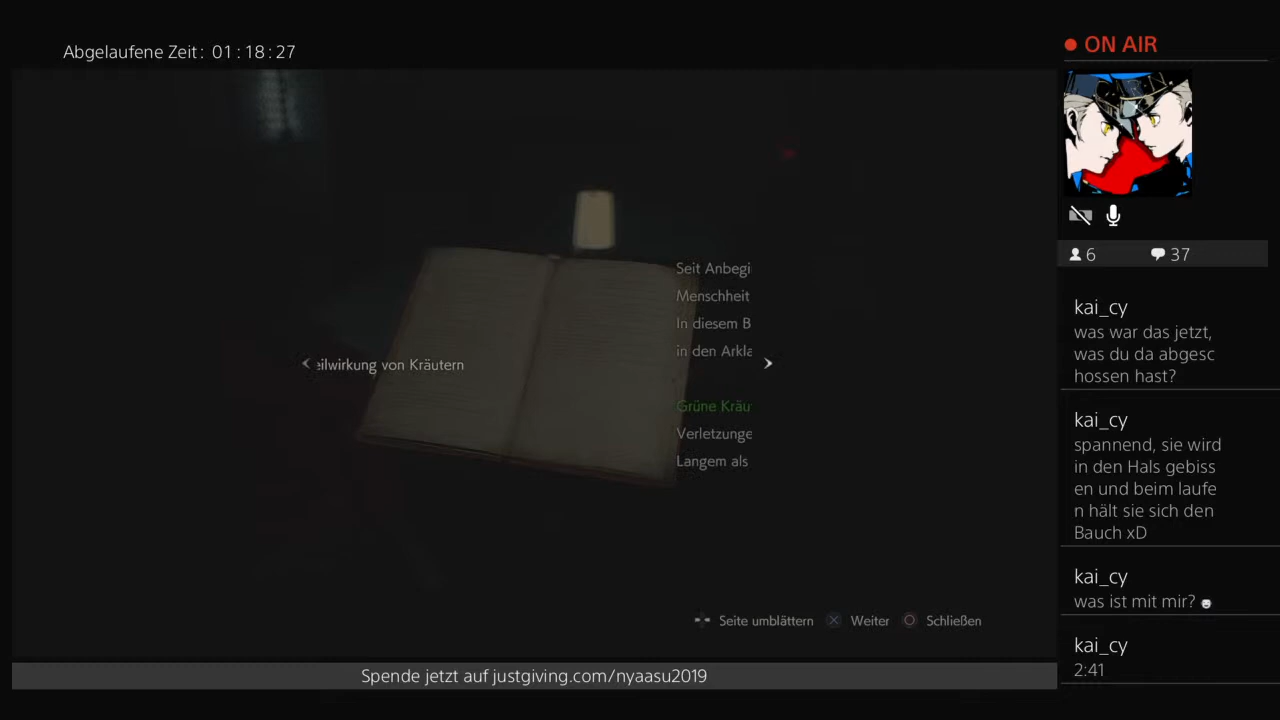 Abgelaufene Zeit: 01:18:27
ON AIR
6 37
kai_cy
was war das jetzt,
was du da abgesc
hossen hast?
kai_cy
spannend, sie wird
in den Hals gebiss
en und beim laufe
n hält sie sich den
Bauch xD
kai_cy
was ist mit mir?
kai_cy
2:41
eilwirkung von Kräutern
Seit Anbegi
Menschheit
In diesem B
in den Arkla
Grüne Kräu
Verletzunge
Langem als
Seite umblättern Weiter Schließen
Spende jetzt auf justgiving.com/nyaasu2019